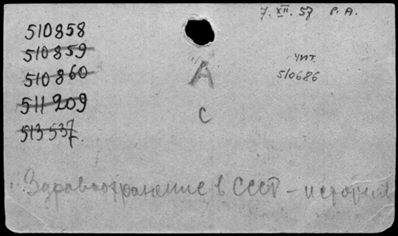 7. XII. 57 Р. А.
510858
510859
510860
511209
513537
А
С
чит.
510686
Здравоохранение в СССР – история